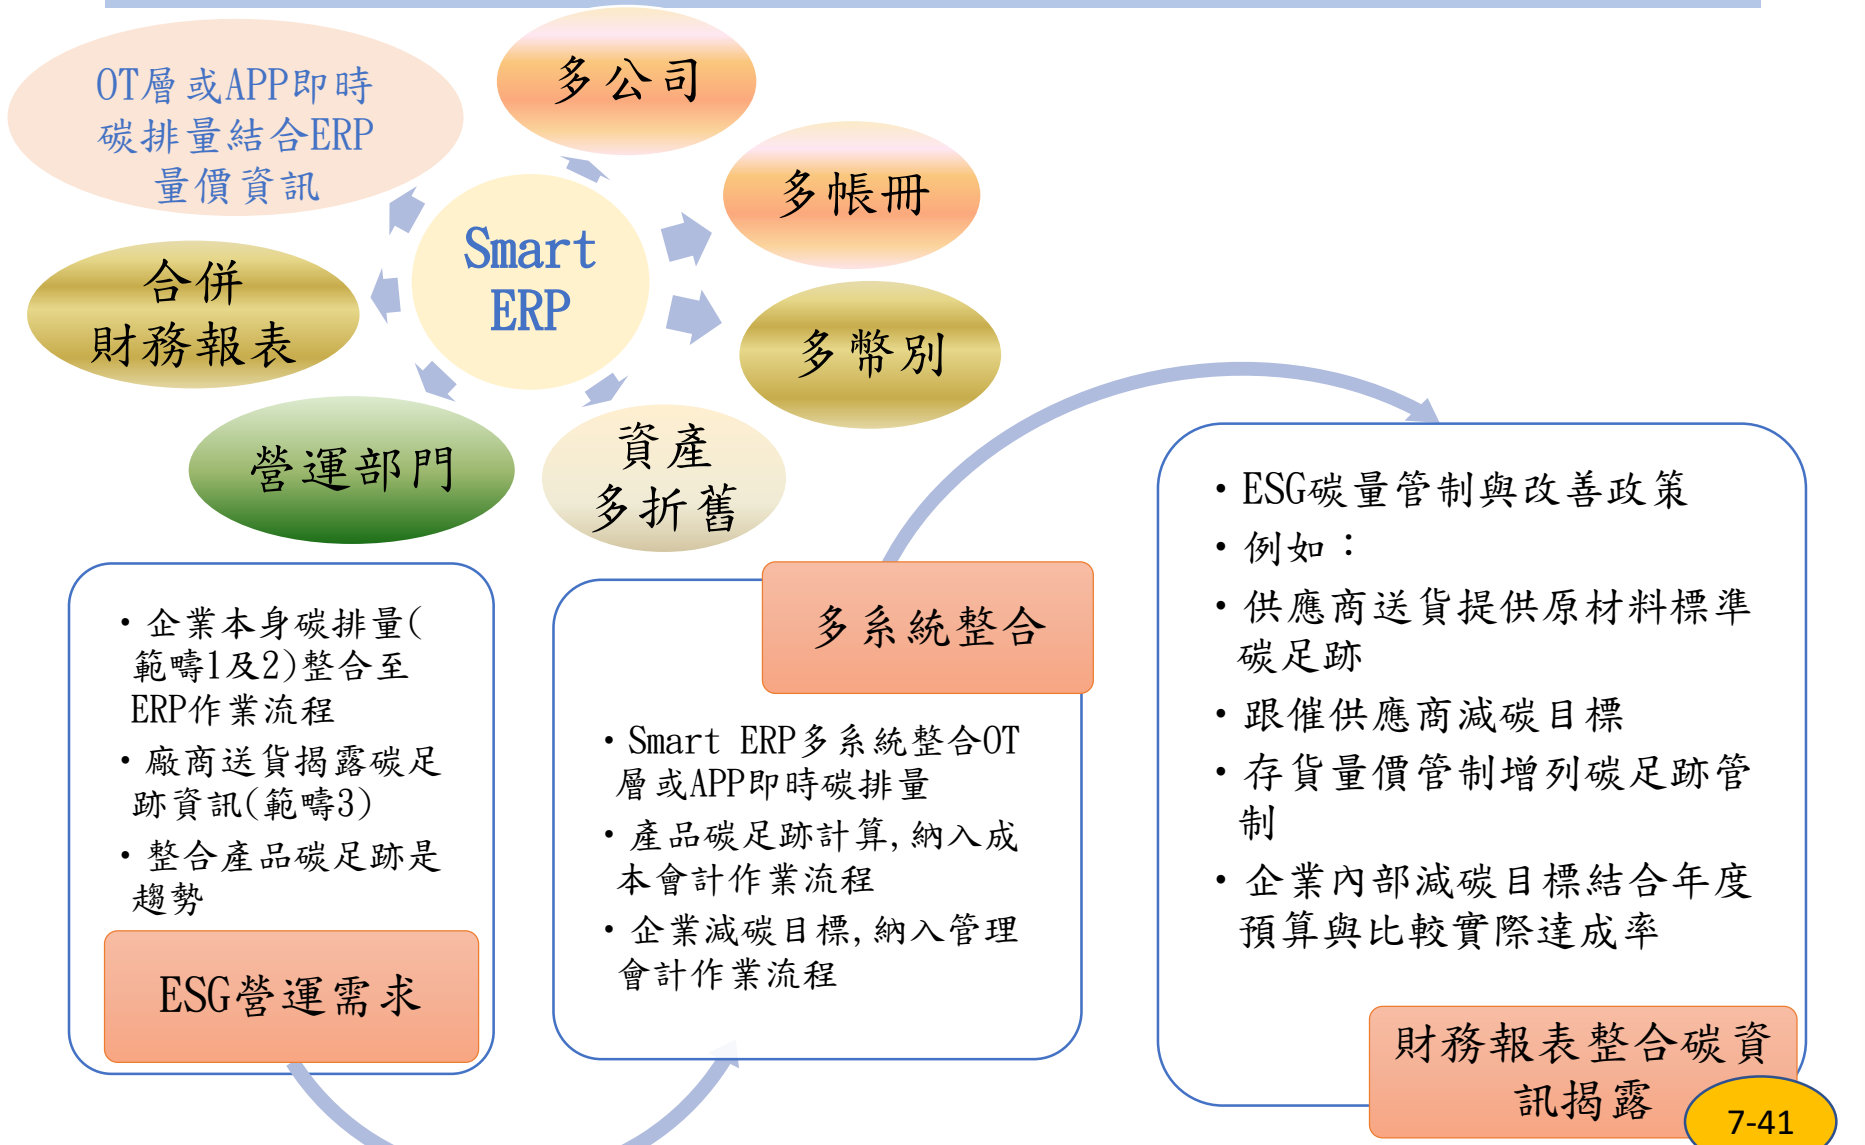 OT層或APP即時
碳排量結合ERP
量價資訊
多公司
多帳冊
多幣別
資產
多折舊
營運部門
合併
財務報表
Smart
ERP
•企業本身碳排量(
範疇1及2)整合至
ERP作業流程
•廠商送貨揭露碳足
跡資訊(範疇3)
•整合產品碳足跡是
趨勢
ESG營運需求
多系統整合
•Smart ERP多系統整合OT
層或APP即時碳排量
•產品碳足跡計算,納入成
本會計作業流程
•企業減碳目標,納入管理
會計作業流程
•ESG碳量管制與改善政策
•例如：
•供應商送貨提供原材料標準
碳足跡
•跟催供應商減碳目標
•存貨量價管制增列碳足跡管
制
•企業內部減碳目標結合年度
預算與比較實際達成率
財務報表整合碳資
訊揭露
7-41